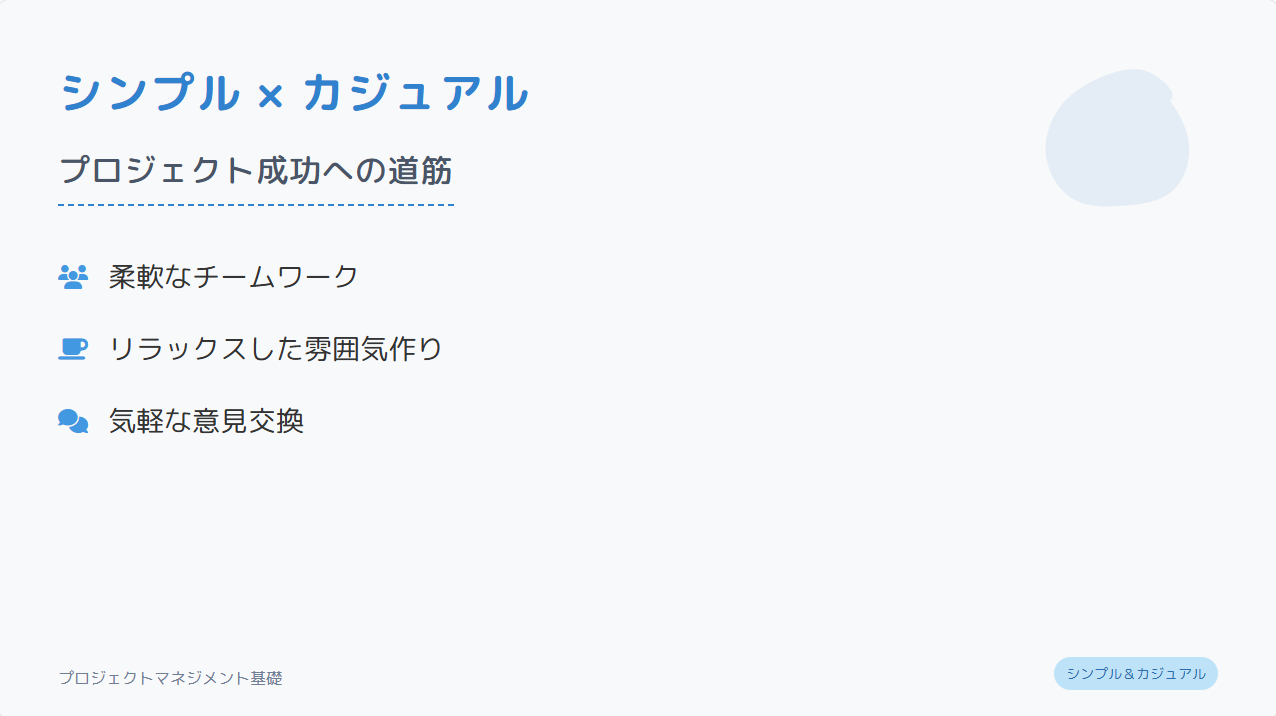 シンプル × カジュアル
プロジェクト成功への道筋
柔軟なチームワーク
リラックスした雰囲気作り
気軽な意見交換
プロジェクトマネジメント基礎
シンプル＆カジュアル